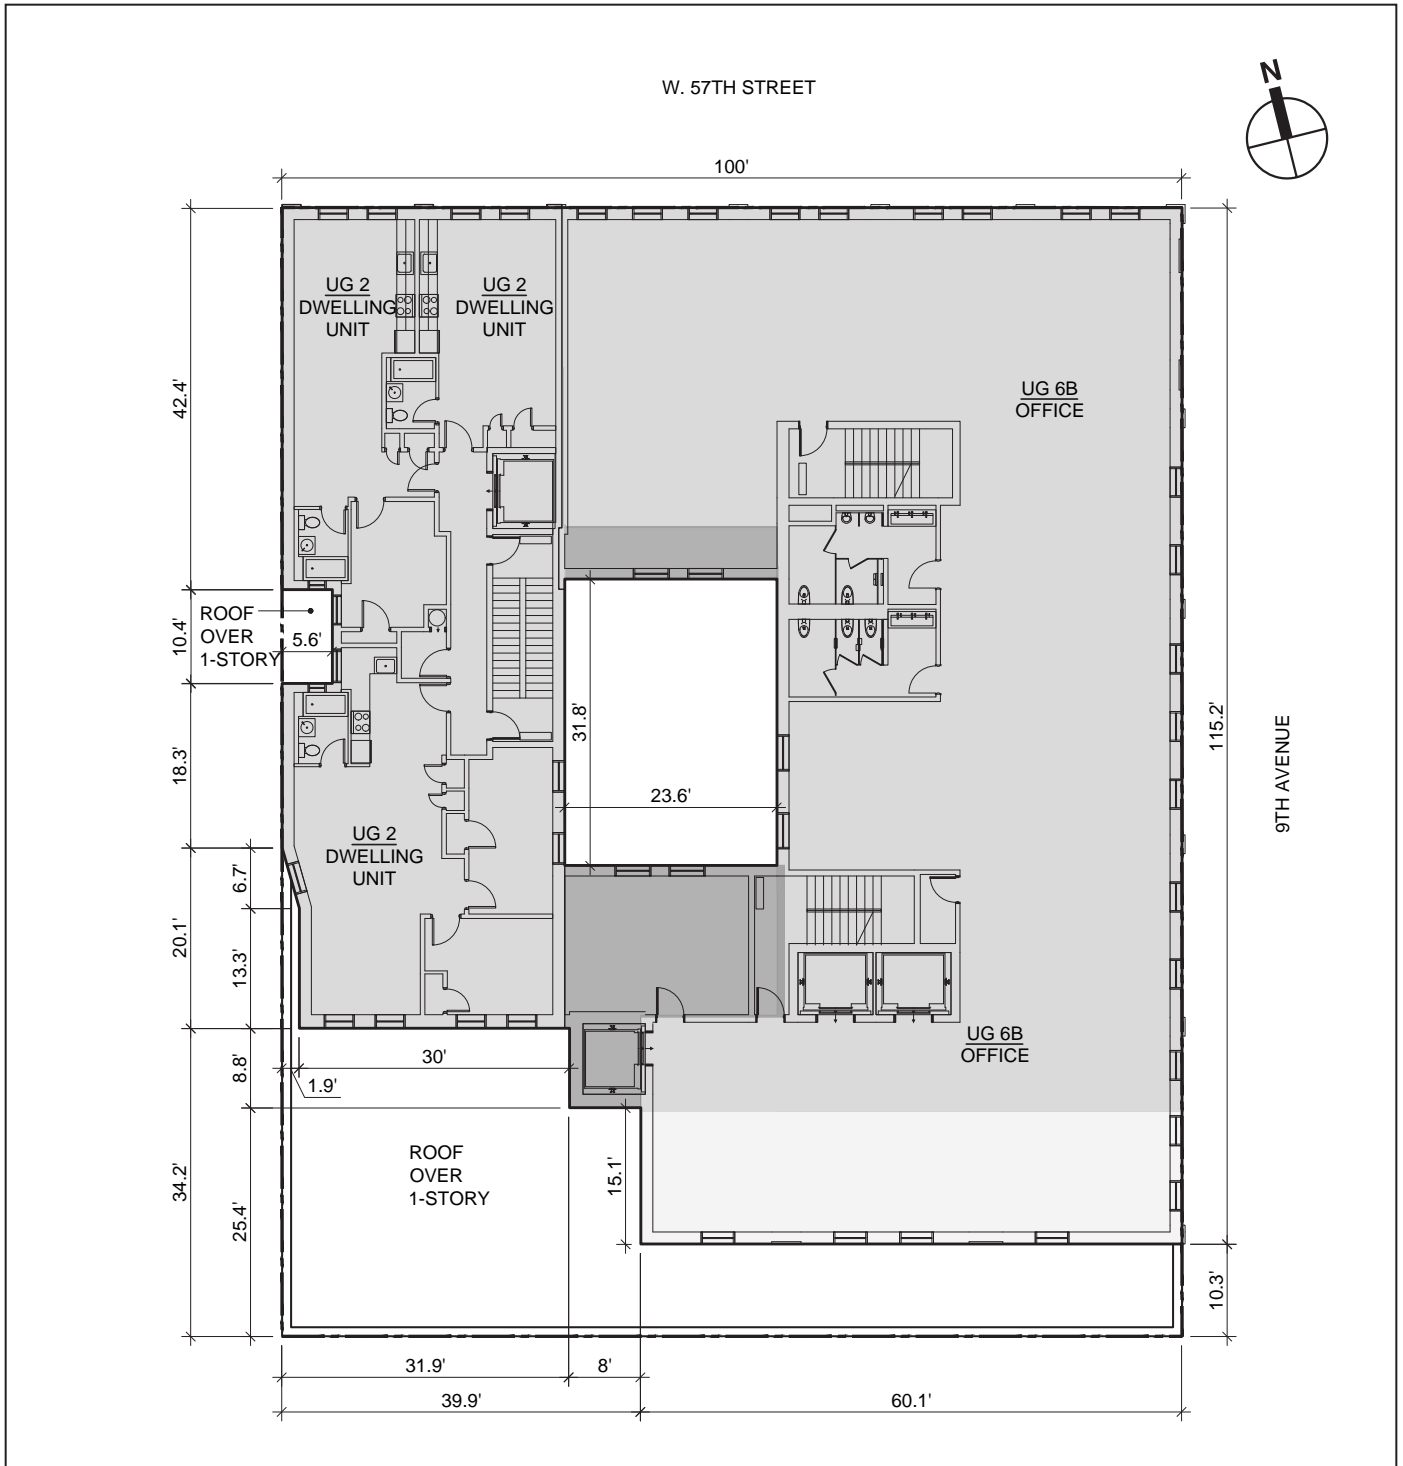 W. 57TH STREET
N
100'
UG 2
DWELLING
UNIT
UG 2
DWELLING
UNIT
42.4'
UG 6B
OFFICE
ROOF
OVER
1-STORY
5.6'
10.4'
31.8'
23.6'
18.3'
115.2'
9TH AVENUE
UG 2
DWELLING
UNIT
6.7'
20.1'
13.3'
UG 6B
OFFICE
30'
8.8'
1.9'
ROOF
OVER
1-STORY
15.1'
34.2'
25.4'
10.3'
31.9'
8'
39.9'
60.1'